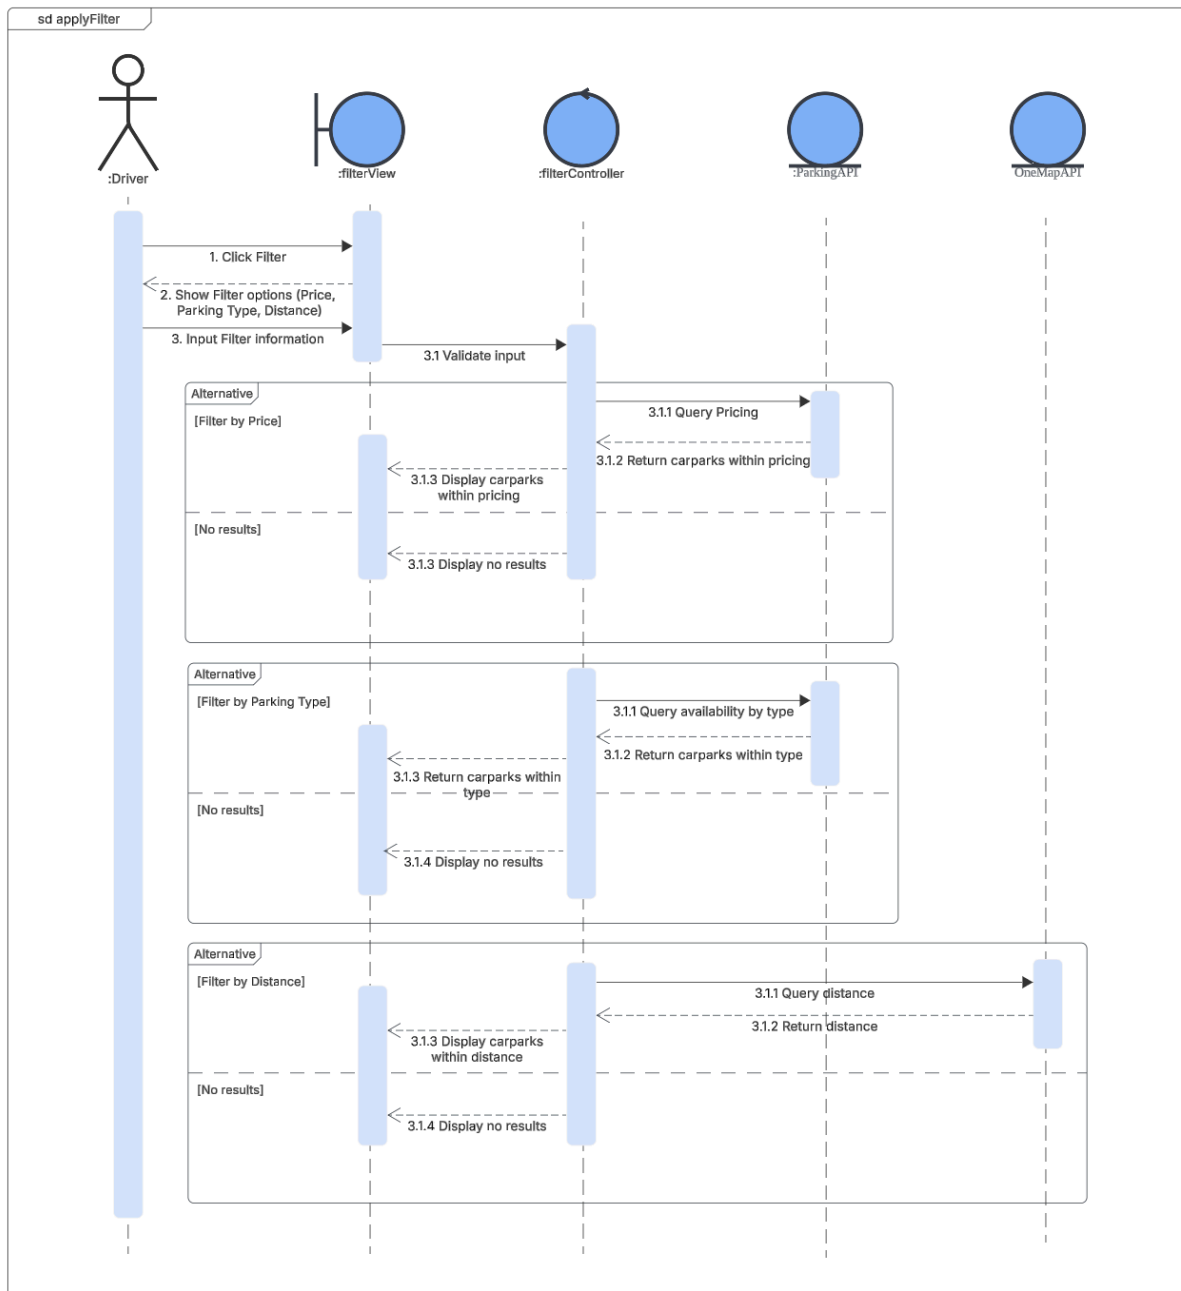 sd applyFilter
:Driver
:filterView
:filterController
:ParkingAPI
OneMapAPI
1. Click Filter
2. Show Filter options (Price,
Parking Type, Distance)
3. Input Filter information
3.1 Validate input
Alternative
[Filter by Price]
3.1.1 Query Pricing
3.1.2 Return carparks within pricing
3.1.3 Display carparks
within pricing
[No results]
3.1.3 Display no results
Alternative
[Filter by Parking Type]
3.1.1 Query availability by type
3.1.2 Return carparks within type
3.1.3 Return carparks within
type
[No results]
3.1.4 Display no results
Alternative
[Filter by Distance]
3.1.1 Query distance
3.1.2 Return distance
3.1.3 Display carparks
within distance
[No results]
3.1.4 Display no results